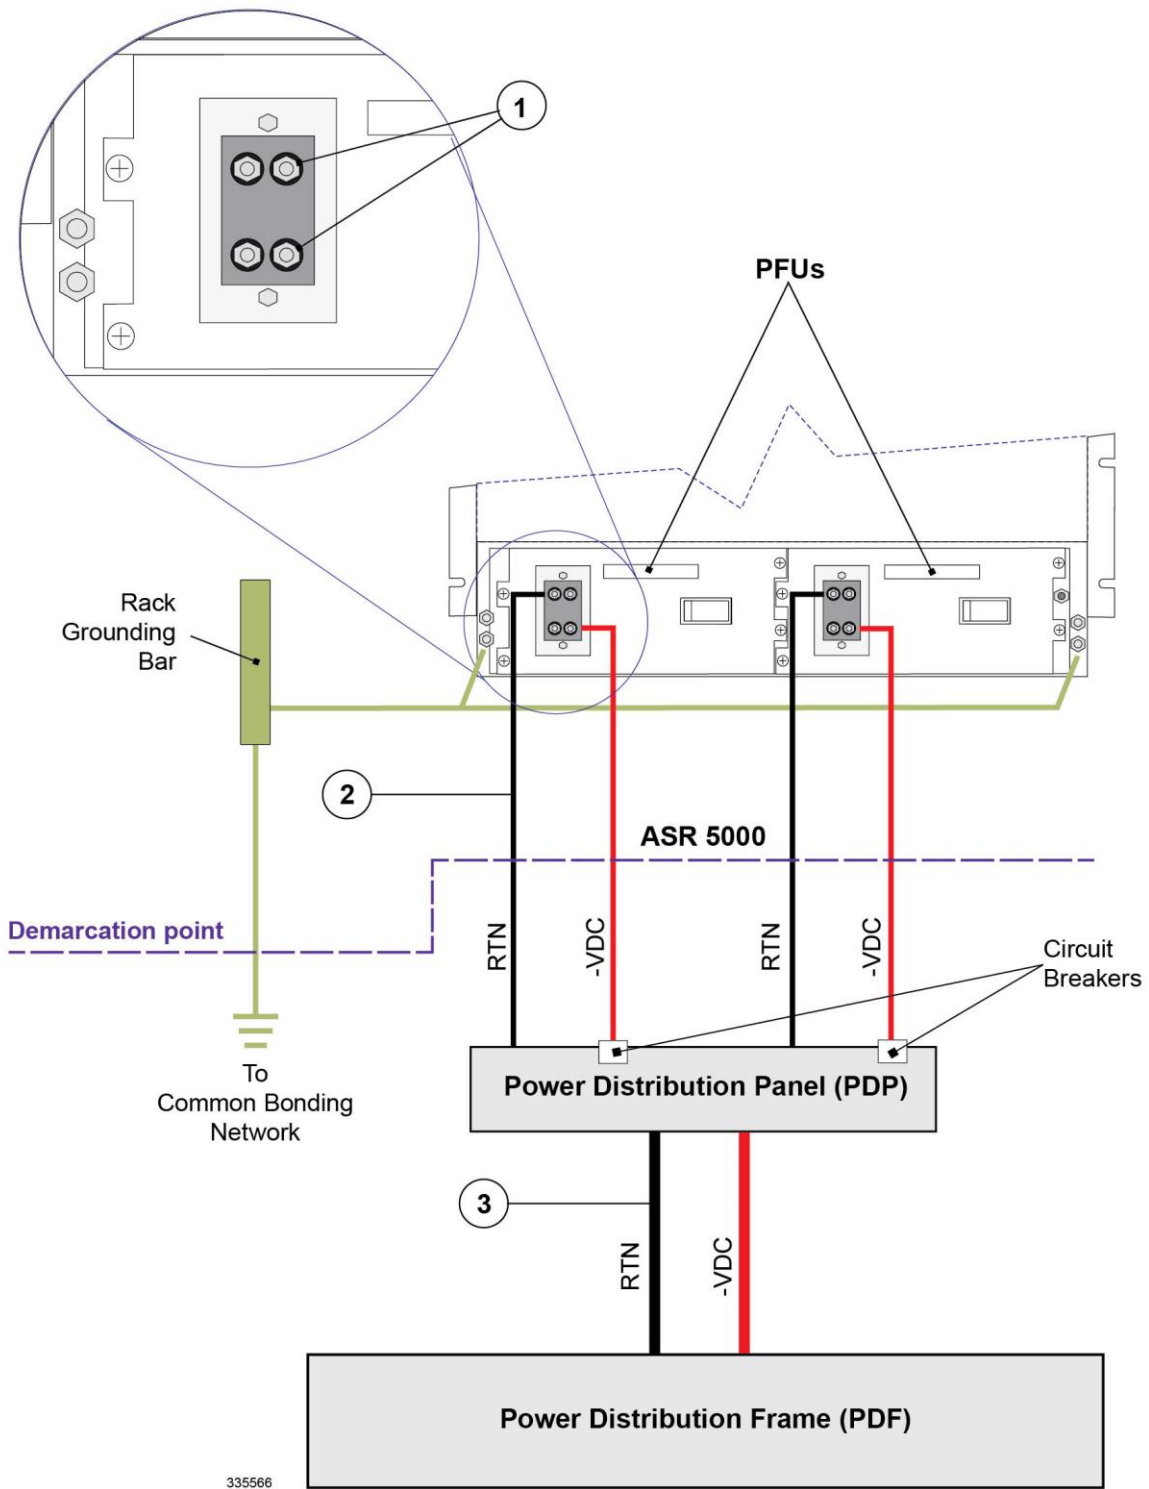 1
PFUs
Rack
Grounding
Bar
2
ASR 5000
Demarcation point
RTN
-VDC
RTN
-VDC
Circuit
Breakers
To
Common Bonding
Network
Power Distribution Panel (PDP)
3
RTN
-VDC
Power Distribution Frame (PDF)
335566